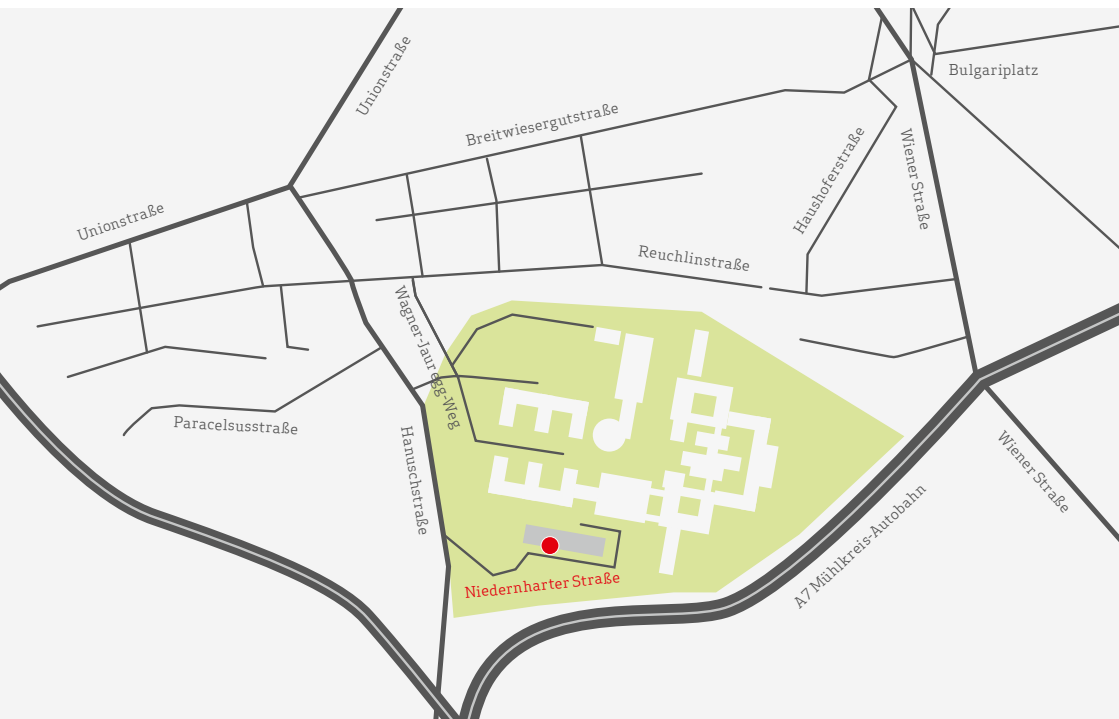 Unionstraße
Bulgariplatz
Breitwiesergutstraße
Haushoferstraße
Wiener Straße
Unionstraße
Reuchlinstraße
Wagner-Jauregg-Weg
Paracelsusstraße
Hanuschstraße
Wiener Straße
A7 Mühlkreis-Autobahn
Niedernharter Straße